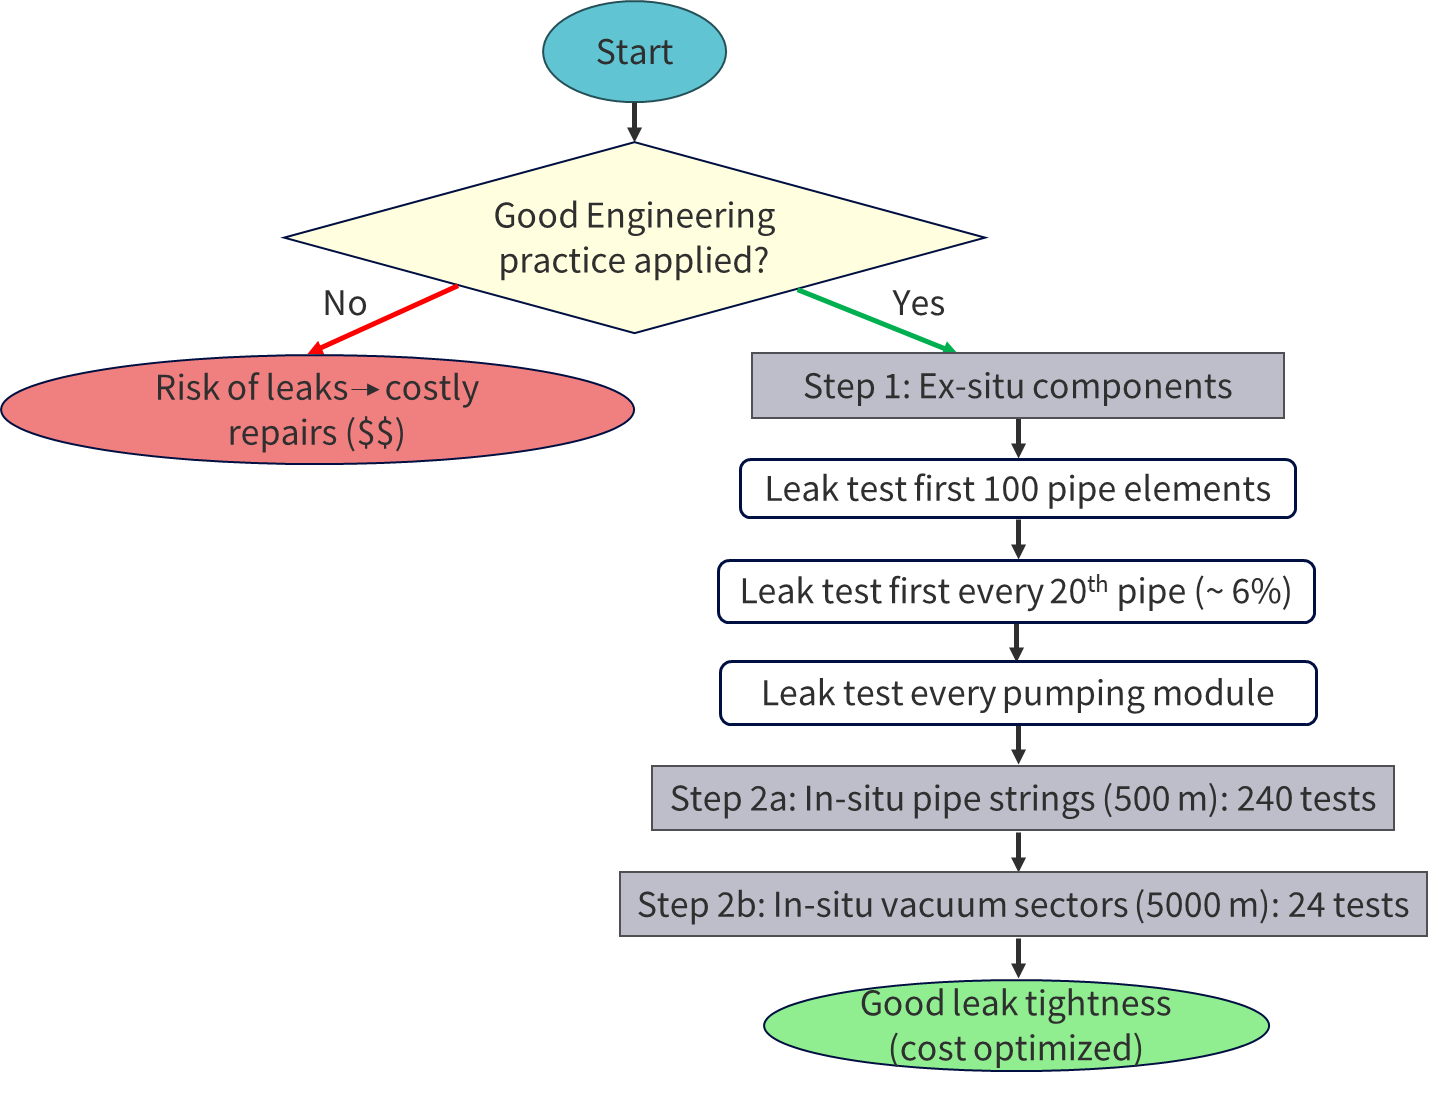 Start
Good Engineering
practice applied?
No
Yes
Risk of leaks→costly
repairs ($$)
Step 1: Ex-situ components
Leak test first 100 pipe elements
Leak test first every 20th pipe (~ 6%)
Leak test every pumping module
Step 2a: In-situ pipe strings (500 m): 240 tests
Step 2b: In-situ vacuum sectors (5000 m): 24 tests
Good leak tightness
(cost optimized)